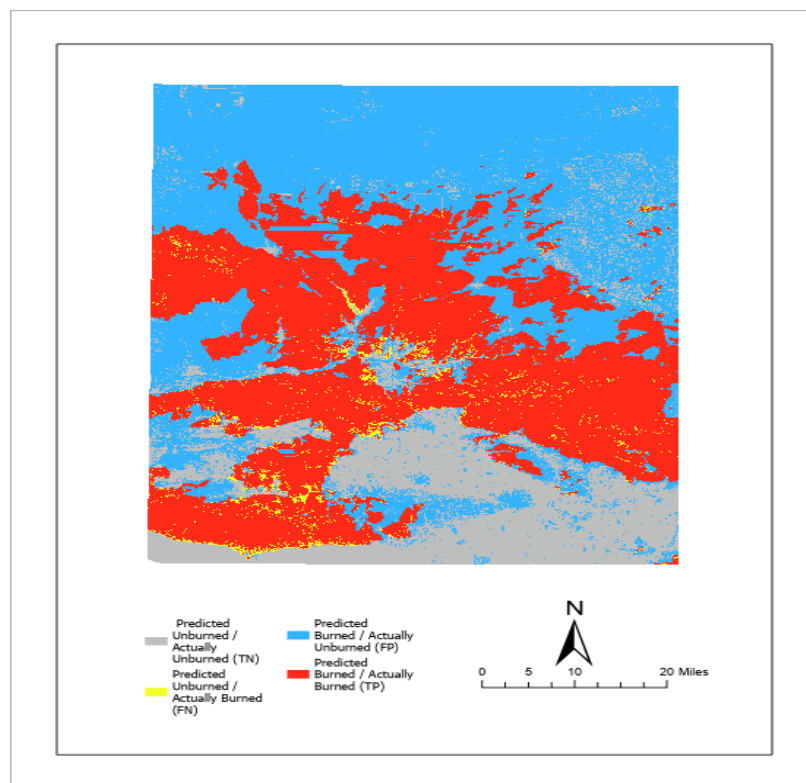 Predicted
Unburned /
Actually
Unburned (TN)
Predicted
Unburned /
Actually Burned
(FN)
Predicted
Burned / Actually
Unburned (FP)
Predicted
Burned / Actually
Burned (TP)
N
0 5 10 20 Miles